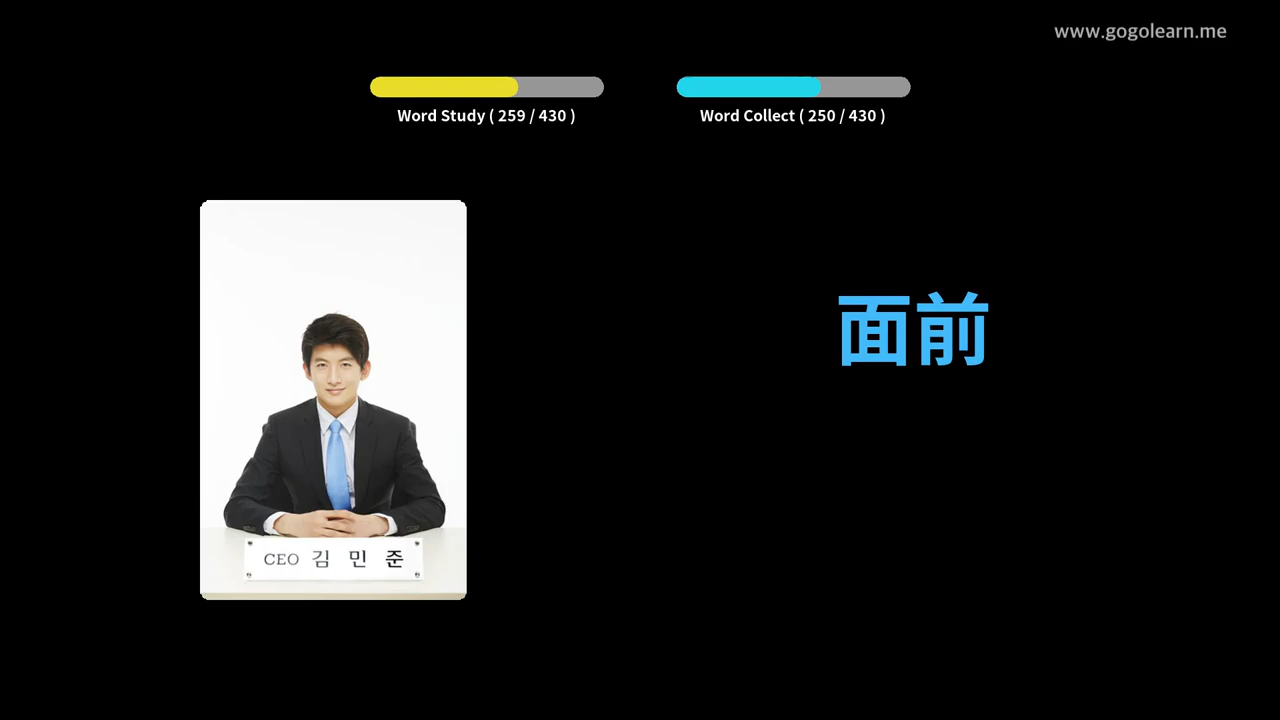 www.gogolearn.me
Word Study ( 259 / 430 )
Word Collect ( 250 / 430 )
面前
CEO 김 민 준